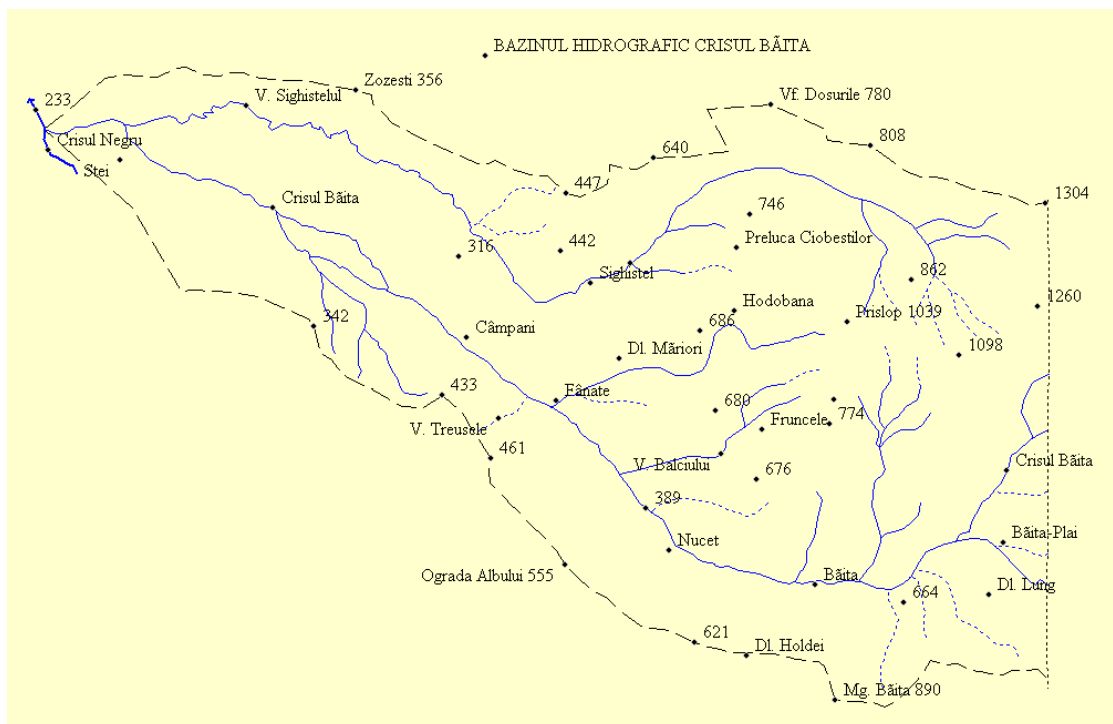 BAZINUL HIDROGRAFIC CRISUL BÃITA
Zozesti 356
Vf. Dosurile 780
233
V. Sighistelul
Crisul Negru
808
640
Stei
447
Crisul Bãita
1304
746
316
442
Preluca Ciobestilor
Sighistel
862
1260
Hodobana
Prislop 1039
342
Câmpani
686
1098
Dl. Mãriori
433
Eânate
680
774
V. Treusele
Fruncele
461
V. Balciului
676
Crisul Bãita
389
Bãita-Plai
Nucet
Ograda Albului 555
Bãita
664
Dl. Lung
621
Dl. Holdei
Mg. Bãita 890